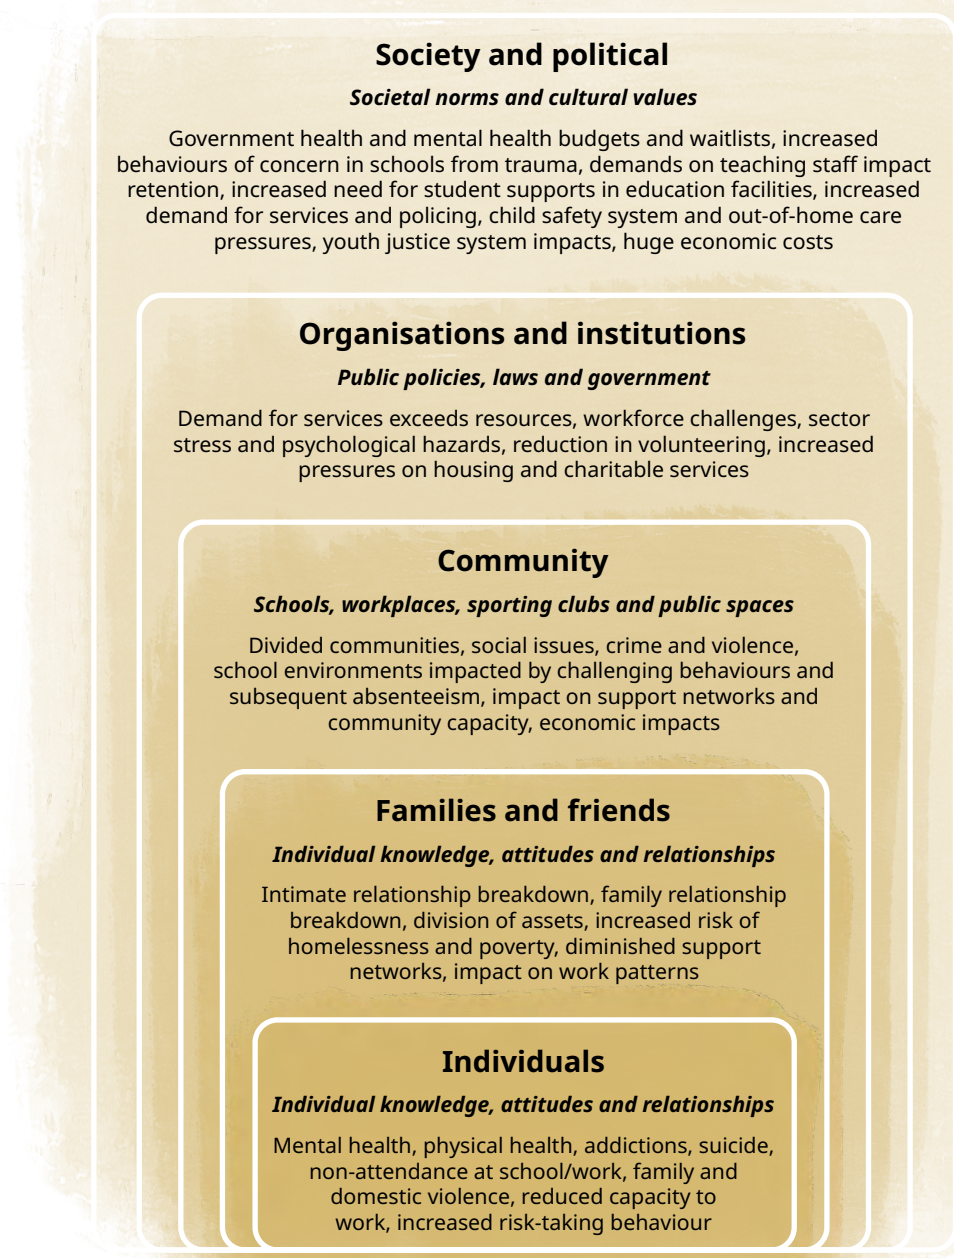 Society and political
Societal norms and cultural values
Government health and mental health budgets and waitlists, increased
behaviours of concern in schools from trauma, demands on teaching staff impact
retention, increased need for student supports in education facilities, increased
demand for services and policing, child safety system and out-of-home care
pressures, youth justice system impacts, huge economic costs
Organisations and institutions
Public policies, laws and government
Demand for services exceeds resources, workforce challenges, sector
stress and psychological hazards, reduction in volunteering, increased
pressures on housing and charitable services
Community
Schools, workplaces, sporting clubs and public spaces
Divided communities, social issues, crime and violence,
school environments impacted by challenging behaviours and
subsequent absenteeism, impact on support networks and
community capacity, economic impacts
Families and friends
Individual knowledge, attitudes and relationships
Intimate relationship breakdown, family relationship
breakdown, division of assets, increased risk of
homelessness and poverty, diminished support
networks, impact on work patterns
Individuals
Individual knowledge, attitudes and relationships
Mental health, physical health, addictions, suicide,
non-attendance at school/work, family and
domestic violence, reduced capacity to
work, increased risk-taking behaviour